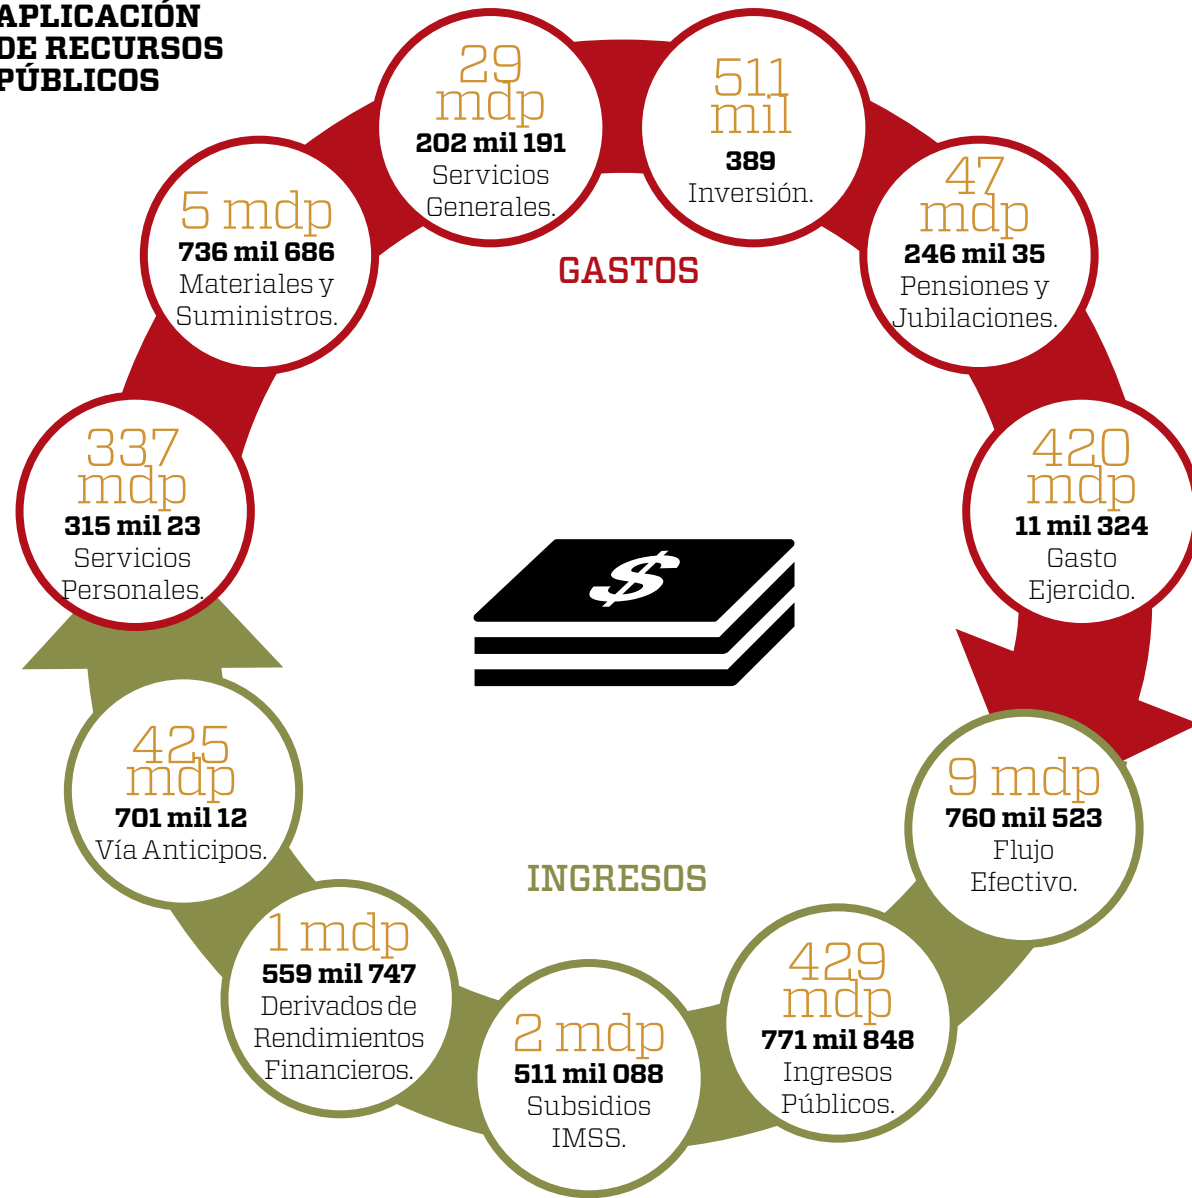 APLICACIÓN
DE RECURSOS
PÚBLICOS
29
mdp
202 mil 191
Servicios
Generales.
511
mil
389
Inversión.
5 mdp
736 mil 686
Materiales y
Suministros.
47
mdp
246 mil 35
Pensiones y
Jubilaciones.
GASTOS
337
mdp
315 mil 23
Servicios
Personales.
420
mdp
11 mil 324
Gasto
Ejercido.
$
425
mdp
701 mil 12
Vía Anticipos.
9 mdp
760 mil 523
Flujo
Efectivo.
INGRESOS
1 mdp
559 mil 747
Derivados de
Rendimientos
Financieros.
2 mdp
511 mil 088
Subsidios
IMSS.
429
mdp
771 mil 848
Ingresos
Públicos.